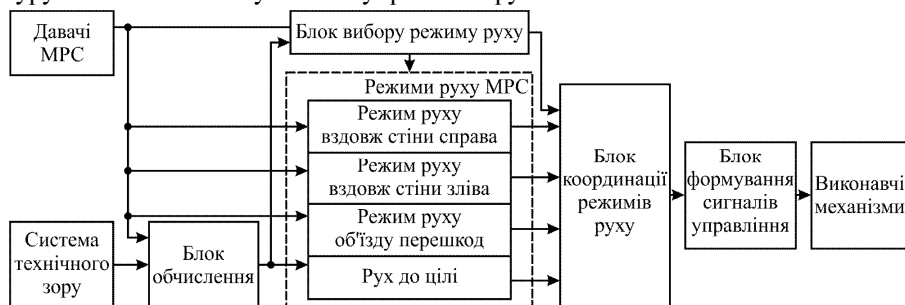 Давачі
МРС
Блок вибору режиму руху
Режими руху МРС
Режим руху
вздовж стіни справа
Режим руху
вздовж стіни зліва
Режим руху
об'їзду перешкод
Рух до цілі
Система
технічного
зору
Блок
обчислення
Блок
координації
режимів
руху
Блок
формування
сигналів
управління
Виконавчі
механізми